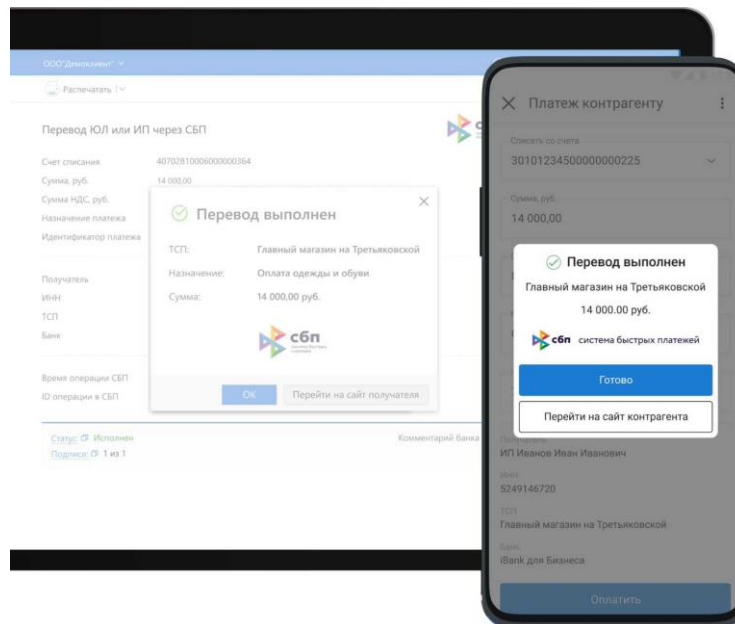 ООО"Демоклиент"
Распечатать
Перевод ЮЛ или ИП через СБП
Счет списания 40702810006000000364
Сумма, руб. 14 000,00
Сумма НДС, руб.
Назначение платежа
Идентификатор платежа
Получатель
ИНН
ТСП
Банк
Время операции СБП
ID операции в СБП
Статус: Исполнен
Комментарий банка
Подписи: 1 из 1
Перевод выполнен
ТСП: Главный магазин на Третьяковской
Назначение: Оплата одежды и обуви
Сумма: 14 000,00 руб.
сбп
OK
Перейти на сайт получателя
Платеж контрагенту
Списать со счета
30101234500000000225
Сумма, руб.
14 000,00
Перевод выполнен
Главный магазин на Третьяковской
14 000.00 руб.
сбп система быстрых платежей
Готово
Перейти на сайт контрагента
Получатель
ИП Иванов Иван Иванович
ИНН
5249146720
ТСП
Главный магазин на Третьяковской
Банк
iBank для Бизнеса
Оплатить